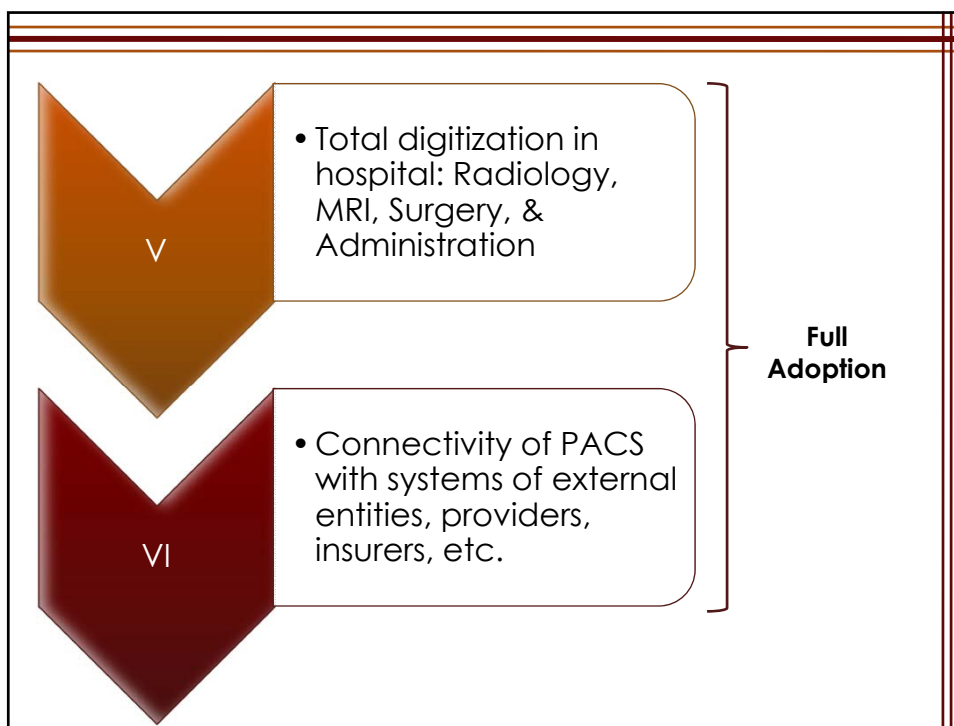 V
• Total digitization in
hospital: Radiology,
MRI, Surgery, &
Administration
VI
• Connectivity of PACS
with systems of external
entities, providers,
insurers, etc.
Full
Adoption